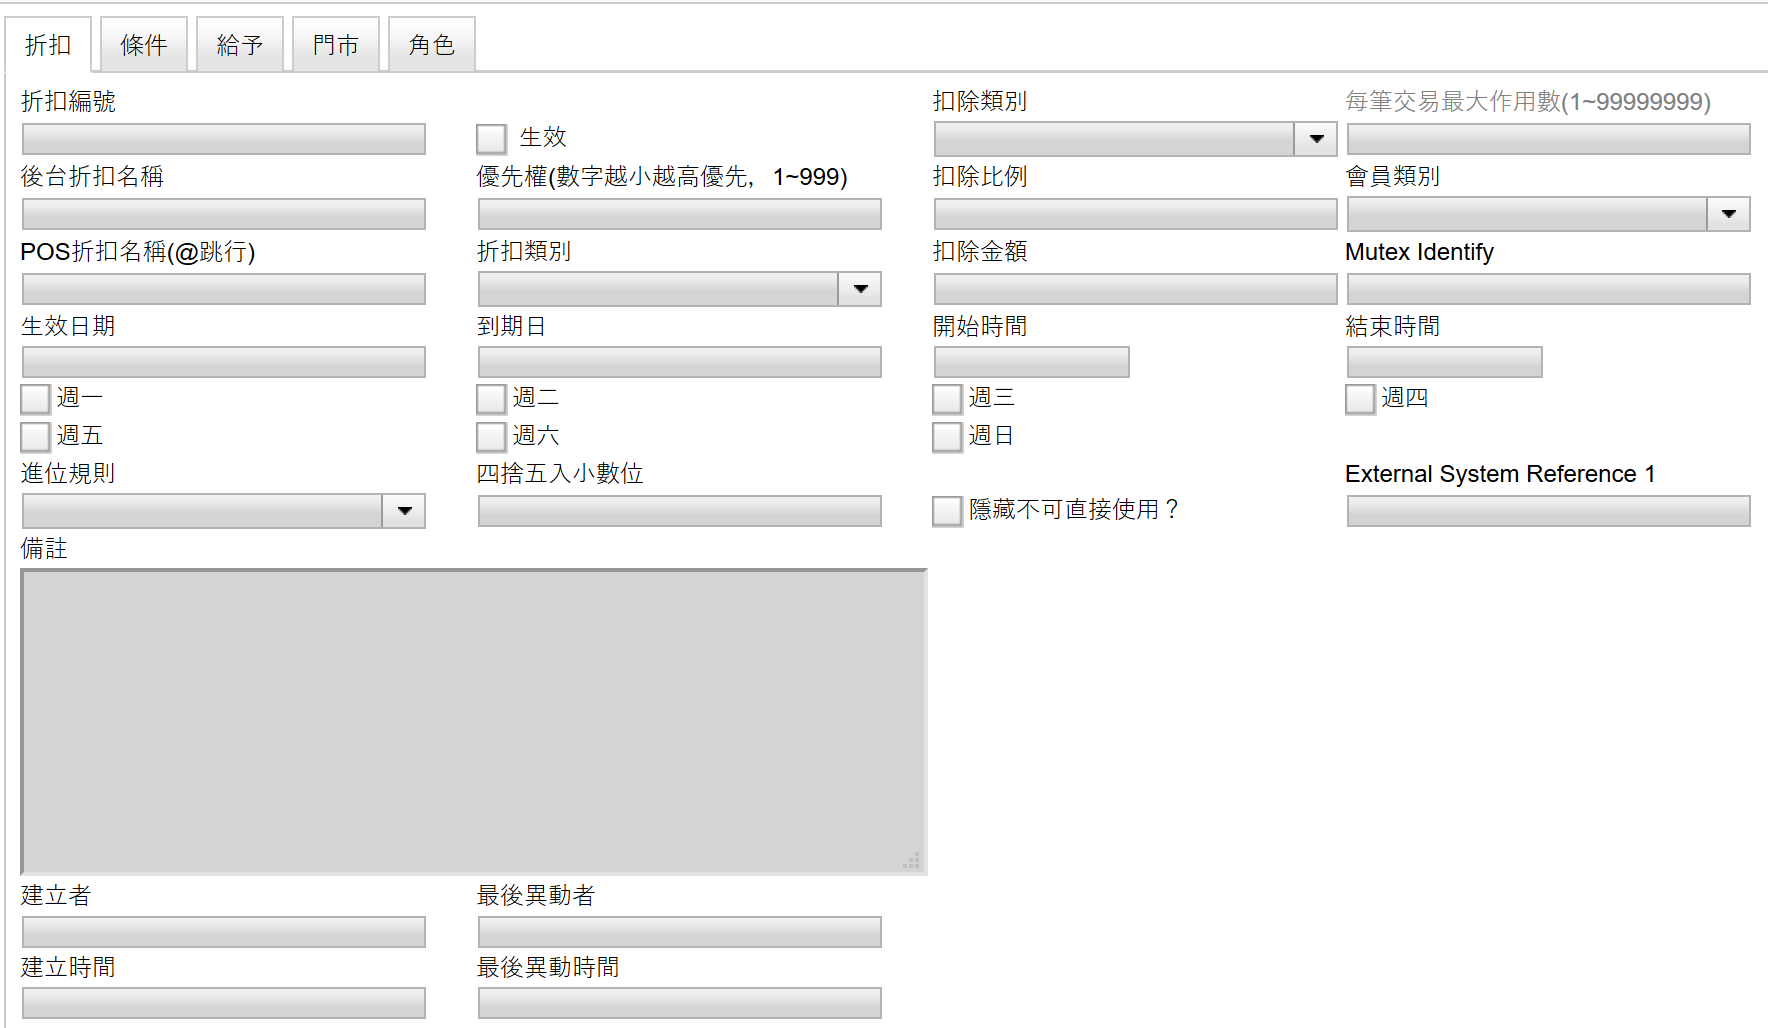 折扣 條件 給予 門市 角色
折扣編號 扣除類別 每筆交易最大作用數(1~99999999)
生效
後台折扣名稱 優先權(數字越小越高優先，1~999) 扣除比例 會員類別
POS折扣名稱(@跳行) 折扣類別 扣除金額 Mutex Identify
生效日期 到期日 開始時間 結束時間
週一 週二 週三 週四
週五 週六 週日
進位規則 四捨五入小數位 External System Reference 1
隱藏不可直接使用？
備註
建立者 最後異動者
建立時間 最後異動時間